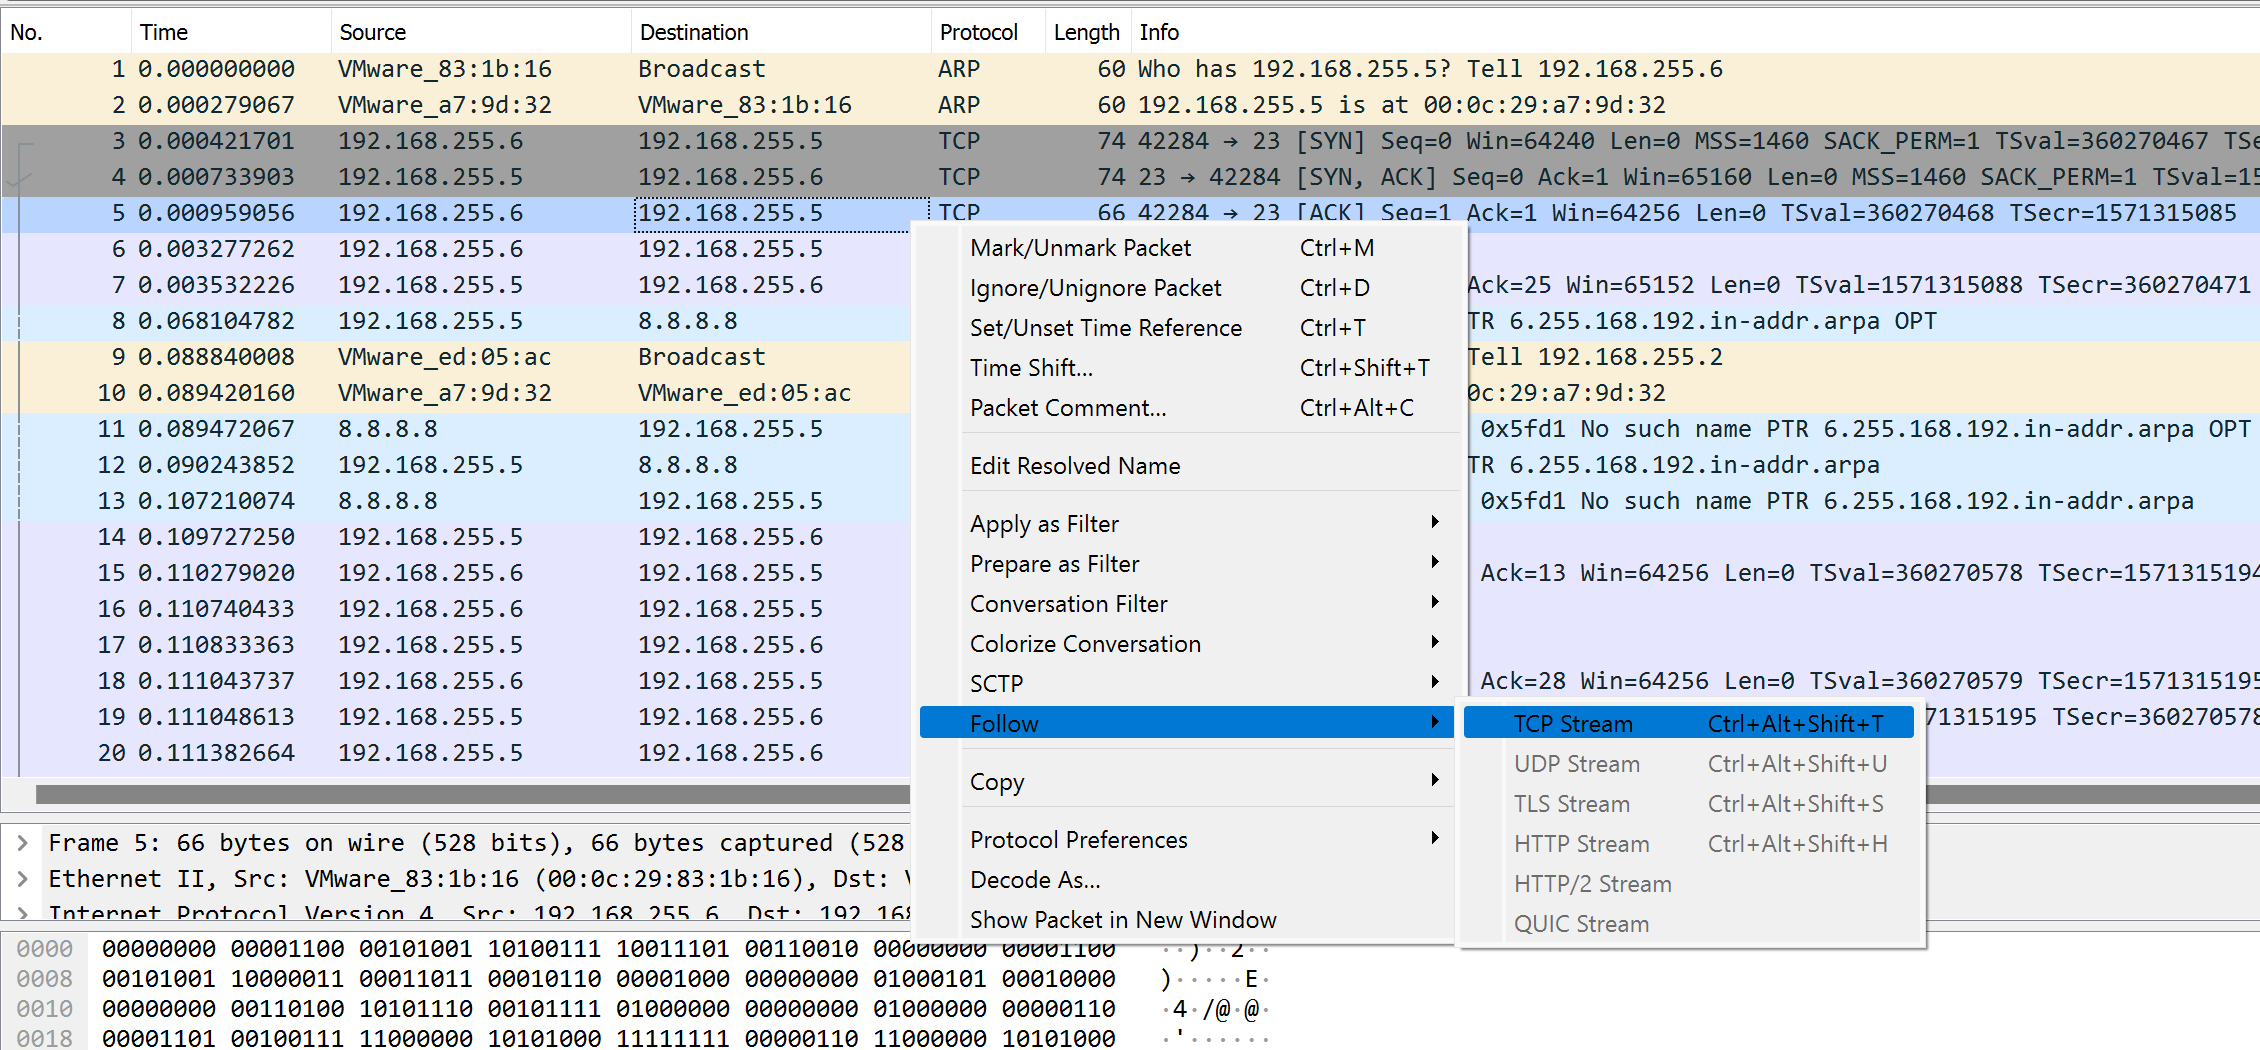 No. Time Source Destination Protocol Length Info
1 0.000000000 VMware_83:1b:16 Broadcast ARP 60 Who has 192.168.255.5? Tell 192.168.255.6
2 0.000279067 VMware_a7:9d:32 VMware_83:1b:16 ARP 60 192.168.255.5 is at 00:0c:29:a7:9d:32
3 0.000421701 192.168.255.6 192.168.255.5 TCP 74 42284 → 23 [SYN] Seq=0 Win=64240 Len=0 MSS=1460 SACK_PERM=1 TSval=360270467 TSe
4 0.000733903 192.168.255.5 192.168.255.6 TCP 74 23 → 42284 [SYN, ACK] Seq=0 Ack=1 Win=65160 Len=0 MSS=1460 SACK_PERM=1 TSval=15
5 0.000959056 192.168.255.6 192.168.255.5 TCP 66 42284 → 23 [ACK] Seq=1 Ack=1 Win=64256 Len=0 TSval=360270468 TSecr=1571315085
6 0.003277262 192.168.255.6 192.168.255.5
7 0.003532226 192.168.255.5 192.168.255.6 Ack=25 Win=65152 Len=0 TSval=1571315088 TSecr=360270471
8 0.068104782 192.168.255.5 8.8.8.8 TR 6.255.168.192.in-addr.arpa OPT
9 0.088840008 VMware_ed:05:ac Broadcast Tell 192.168.255.2
10 0.089420160 VMware_a7:9d:32 VMware_ed:05:ac 0c:29:a7:9d:32
11 0.089472067 8.8.8.8 192.168.255.5 0x5fd1 No such name PTR 6.255.168.192.in-addr.arpa OPT
12 0.090243852 192.168.255.5 8.8.8.8 TR 6.255.168.192.in-addr.arpa
13 0.107210074 8.8.8.8 192.168.255.5 0x5fd1 No such name PTR 6.255.168.192.in-addr.arpa
14 0.109727250 192.168.255.5 192.168.255.6
15 0.110279020 192.168.255.6 192.168.255.5 Ack=13 Win=64256 Len=0 TSval=360270578 TSecr=1571315194
16 0.110740433 192.168.255.6 192.168.255.5
17 0.110833363 192.168.255.5 192.168.255.6
18 0.111043737 192.168.255.6 192.168.255.5 Ack=28 Win=64256 Len=0 TSval=360270579 TSecr=1571315195
19 0.111048613 192.168.255.5 192.168.255.6 71315195 TSecr=360270578
20 0.111382664 192.168.255.5 192.168.255.6
Mark/Unmark Packet Ctrl+M
Ignore/Unignore Packet Ctrl+D
Set/Unset Time Reference Ctrl+T
Time Shift... Ctrl+Shift+T
Packet Comment... Ctrl+Alt+C
Edit Resolved Name
Apply as Filter
Prepare as Filter
Conversation Filter
Colorize Conversation
SCTP
Follow
Copy
Protocol Preferences
Decode As...
Show Packet in New Window
TCP Stream Ctrl+Alt+Shift+T
UDP Stream Ctrl+Alt+Shift+U
TLS Stream Ctrl+Alt+Shift+S
HTTP Stream Ctrl+Alt+Shift+H
HTTP/2 Stream
QUIC Stream
Frame 5: 66 bytes on wire (528 bits), 66 bytes captured (528
Ethernet II, Src: VMware_83:1b:16 (00:0c:29:83:1b:16), Dst: V
Internet Protocol Version 4, Src: 192.168.255.6, Dst: 192.168
0000 00000000 00001100 00101001 10100111 10011101 00110010 00000000 00001100 ··)··2··
0008 00101001 10000011 00011011 00010110 00001000 00000000 01000101 00010000 )·····E·
0010 00000000 00110100 10101110 00101111 01000000 00000000 01000000 00000110 ·4·/@·@·
0018 00001101 00100111 11000000 10101000 11111111 00000110 11000000 10101000 ·'······